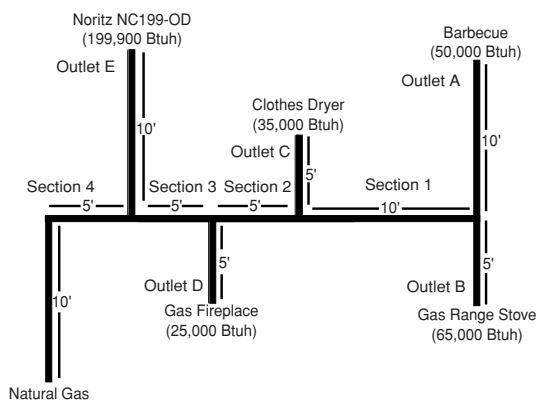 Noritz NC199-OD
(199,900 Btuh)
Outlet E
10'
Barbecue
(50,000 Btuh)
Outlet A
10'
Clothes Dryer
(35,000 Btuh)
Outlet C
5'
Section 4
5'
Section 3
5'
Section 2
5'
Section 1
10'
10'
Natural Gas
Outlet D
5'
Gas Fireplace
(25,000 Btuh)
Outlet B
5'
Gas Range Stove
(65,000 Btuh)